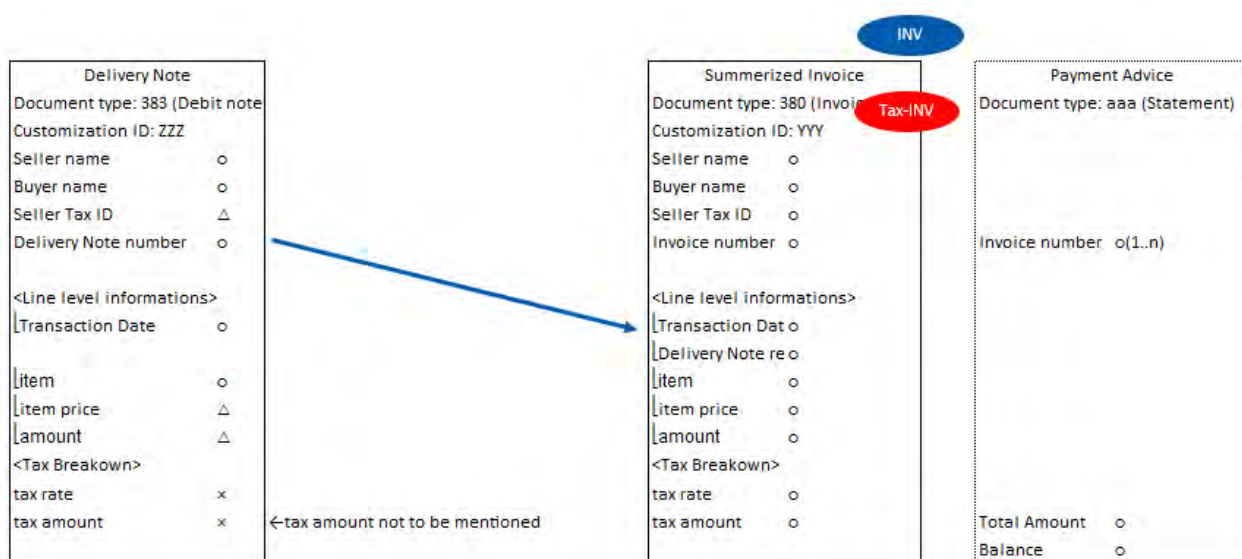 INV
Delivery Note
Document type: 383 (Debit note
Customization ID: ZZZ
Seller name ○
Buyer name ○
Seller Tax ID △
Delivery Note number ○
<Line level informations>
⌊Transaction Date ○
⌊item ○
⌊item price △
⌊amount △
<Tax Breakown>
tax rate ×
tax amount × ←tax amount not to be mentioned
Summerized Invoice
Document type: 380 (Invoic
Tax-INV
Customization ID: YYY
Seller name ○
Buyer name ○
Seller Tax ID ○
Invoice number ○
<Line level informations>
⌊Transaction Dat ○
⌊Delivery Note re ○
⌊item ○
⌊item price ○
⌊amount ○
<Tax Breakown>
tax rate ○
tax amount ○
Payment Advice
Document type: aaa (Statement)
Invoice number ○(1..n)
Total Amount ○
Balance ○